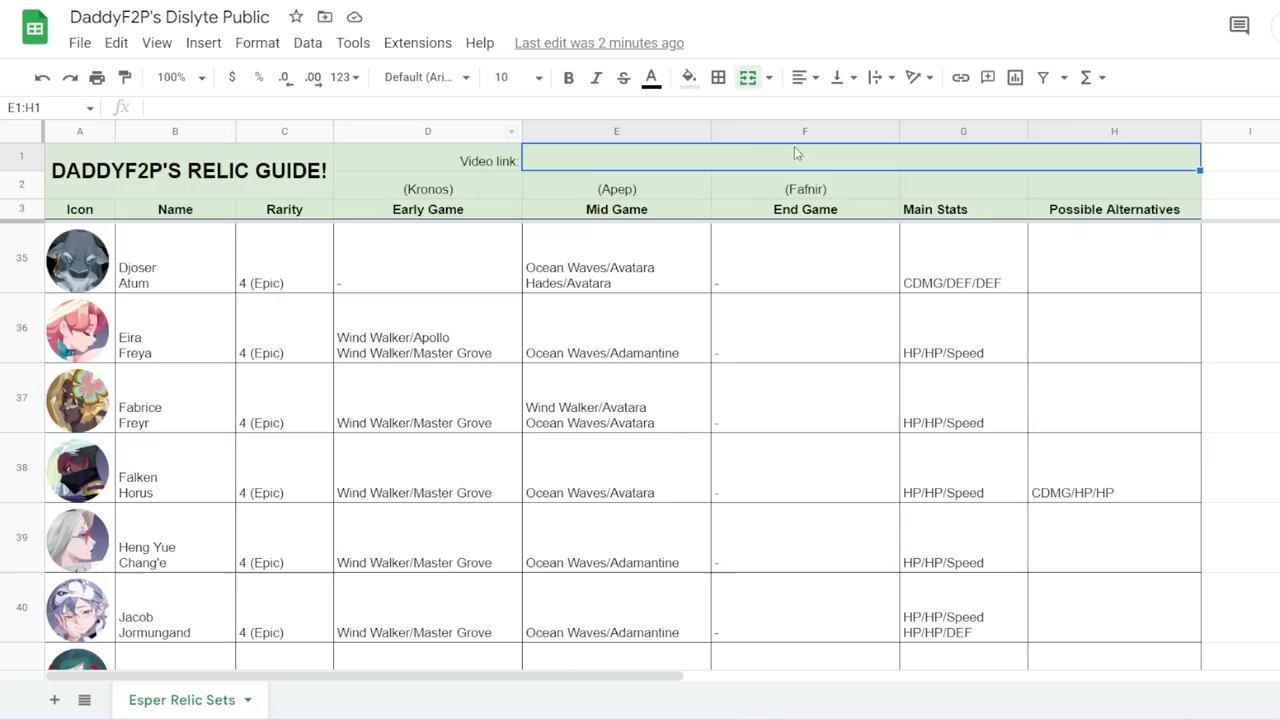 DaddyF2P's Dislyte Public
File Edit View Insert Format Data Tools Extensions Help Last edit was 2 minutes ago
100% $ % .0 .00 123 Default (Ari... 10 B I S A Σ
E1:H1 fx
A B C D E F G H I
1 DADDYF2P'S RELIC GUIDE! Video link:
2 (Kronos) (Apep) (Fafnir)
3 Icon Name Rarity Early Game Mid Game End Game Main Stats Possible Alternatives
35 Djoser Ocean Waves/Avatara
Atum 4 (Epic) - Hades/Avatara - CDMG/DEF/DEF
36 Eira Wind Walker/Apollo
Freya 4 (Epic) Wind Walker/Master Grove Ocean Waves/Adamantine - HP/HP/Speed
37 Fabrice Wind Walker/Avatara
Freyr 4 (Epic) Wind Walker/Master Grove Ocean Waves/Avatara - HP/HP/Speed
38 Falken
Horus 4 (Epic) Wind Walker/Master Grove Ocean Waves/Avatara - HP/HP/Speed CDMG/HP/HP
39 Heng Yue
Chang'e 4 (Epic) Wind Walker/Master Grove Ocean Waves/Adamantine - HP/HP/Speed
40 Jacob HP/HP/Speed
Jormungand 4 (Epic) Wind Walker/Master Grove Ocean Waves/Adamantine - HP/HP/DEF
Esper Relic Sets